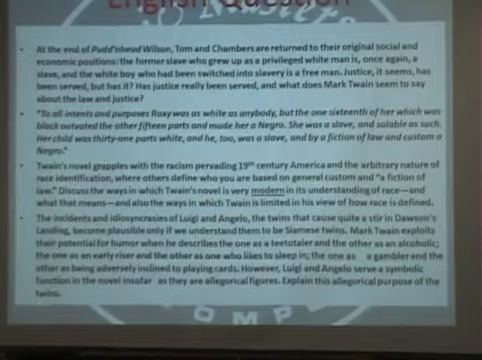 English Question
At the end of Pudd'nhead Wilson, Tom and Chambers are returned to their original social and
economic positions: the former slave who grew up as a privileged white man is, once again, a
slave, and the white boy who had been switched into slavery is a free man. Justice, it seems, has
been served, but has it? Has justice really been served, and what does Mark Twain seem to
say about the law and justice?
"To all intents and purposes Roxy was as white as anybody, but the one sixteenth of her which was
black outvoted the other fifteen parts and made her a Negro. She was a slave, and salable as such.
Her child was thirty-one parts white, and he, too, was a slave, and by a fiction of law and custom a
Negro."
Twain's novel grapples with the racism pervading 19th century America and the arbitrary nature of
race identification, where others define who you are based on general custom and "a fiction of
law." Discuss the ways in which Twain's novel is very modern in its understanding of race—and
what that means—and also the ways in which Twain is limited in his view of how race is defined.
The incidents and idiosyncrasies of Luigi and Angelo, the twins that cause quite a stir in Dawson's
Landing, become plausible only if we understand them to be Siamese twins. Mark Twain exploits
their potential for humor when he describes the one as a teetotaler and the other as an alcoholic;
the one as an early riser and the other as one who likes to sleep in; the one as a gambler and the
other as being adversely inclined to playing cards. However, Luigi and Angelo serve a symbolic
function in the novel insofar as they are allegorical figures. Explain this allegorical purpose of the
twins.
O M P